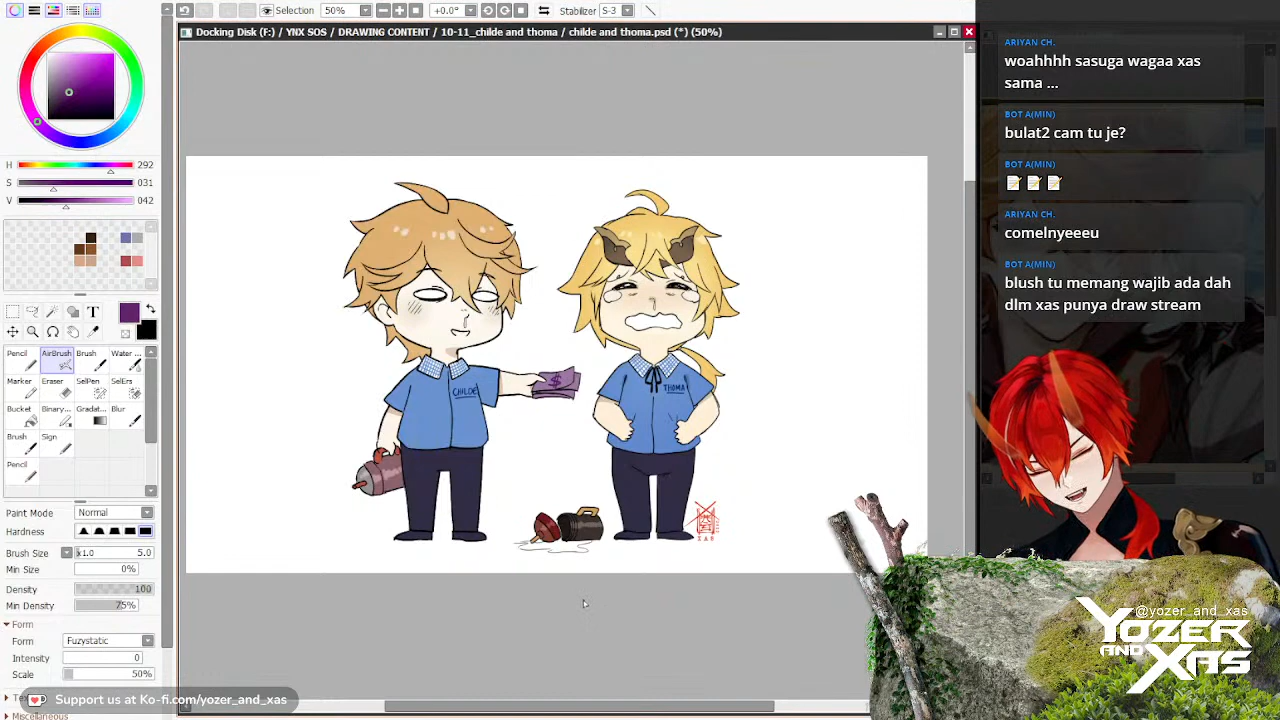 Selection
50%
+0.0°
Stabilizer
S-3
Docking Disk (F:) / YNX SOS / DRAWING CONTENT / 10-11_childe and thoma / childe and thoma.psd (*) (50%)
H
292
S
031
V
042
T
Pencil
AirBrush
Brush
Water ..
Marker
Eraser
SelPen
SelErs
Bucket
Binary...
Gradat...
Blur
Brush
Sign
Pencil
Paint Mode
Normal
Hardness
Brush Size
x1.0
5.0
Min Size
0%
Density
100
Min Density
75%
Form
Form
Fuzystatic
Intensity
0
Scale
50%
Miscellaneous
Support us at Ko-fi.com/yozer_and_xas
CHILDE
$
THOMA
XAS
ARIYAN CH.
woahhhh sasuga wagaa xas
sama ...
BOT A(MIN)
bulat2 cam tu je?
BOT A(MIN)
ARIYAN CH.
comelnyeeeu
BOT A(MIN)
blush tu memang wajib ada dah
dlm xas punya draw stream
@yozer_and_xas
YOZER
AND XAS